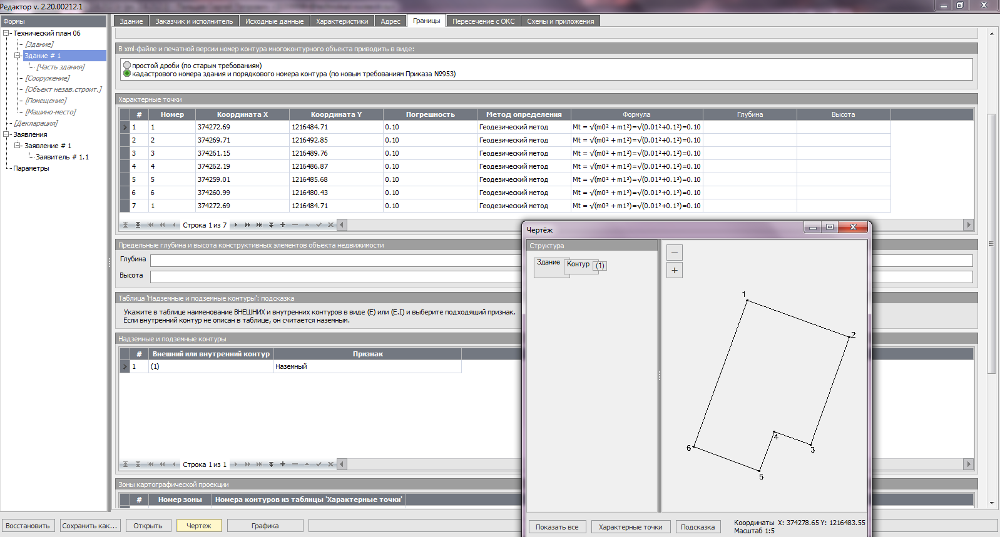 Редактор v. 2.20.00212.1
Формы
Технический план 06
[Здание]
Здание # 1
[Часть здания]
[Сооружение]
[Объект незав.строит.]
[Помещение]
[Машино-место]
[Декларация]
Заявления
Заявление # 1
Заявитель # 1.1
Параметры
Здание Заказчик и исполнитель Исходные данные Характеристики Адрес Границы Пересечение с ОКС Схемы и приложения
В xml-файле и печатной версии номер контура многоконтурного объекта приводить в виде:
простой дроби (по старым требованиям)
кадастрового номера здания и порядкового номера контура (по новым требованиям Приказа №953)
Характерные точки
# Номер Координата X Координата Y Погрешность Метод определения Формула Глубина Высота
1 1 374272.69 1216484.71 0.10 Геодезический метод Mt = √(m0² + m1²)=√(0.01²+0.1²)=0.10
2 2 374269.71 1216492.85 0.10 Геодезический метод Mt = √(m0² + m1²)=√(0.01²+0.1²)=0.10
3 3 374261.15 1216489.76 0.10 Геодезический метод Mt = √(m0² + m1²)=√(0.01²+0.1²)=0.10
4 4 374262.19 1216486.87 0.10 Геодезический метод Mt = √(m0² + m1²)=√(0.01²+0.1²)=0.10
5 5 374259.01 1216485.68 0.10 Геодезический метод Mt = √(m0² + m1²)=√(0.01²+0.1²)=0.10
6 6 374260.99 1216480.43 0.10 Геодезический метод Mt = √(m0² + m1²)=√(0.01²+0.1²)=0.10
7 1 374272.69 1216484.71 0.10 Геодезический метод Mt = √(m0² + m1²)=√(0.01²+0.1²)=0.10
Строка 1 из 7
Предельные глубина и высота конструктивных элементов объекта недвижимости
Глубина
Высота
Таблица 'Надземные и подземные контуры': подсказка
Укажите в таблице наименование ВНЕШНИХ и внутренних контуров в виде (E) или (E.I) и выберите подходящий признак.
Если внутренний контур не описан в таблице, он считается наземным.
Надземные и подземные контуры
# Внешний или внутренний контур Признак
1 (1) Наземный
Строка 1 из 1
Зоны картографической проекции
# Номер зоны Номера контуров из таблицы 'Характерные точки'
Восстановить Сохранить как... Открыть Чертеж Графика
Чертёж
Структура
Здание Контур (1)
−
+
1
2
3
4
5
6
Показать все Характерные точки Подсказка
Координаты X: 374278.65 Y: 1216483.55
Масштаб 1:5